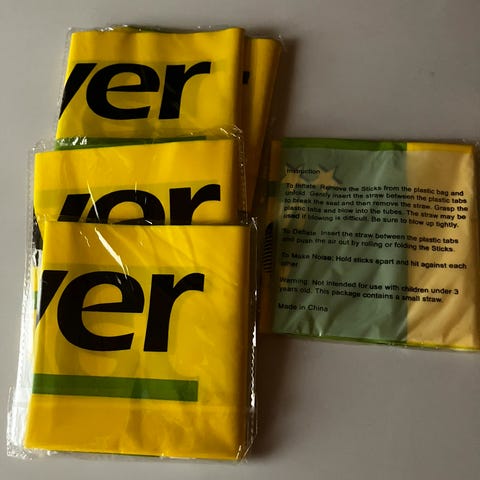 ver
ver
ver
Instruction
To Inflate: Remove the Sticks from the plastic bag and
unfold. Gently insert the straw between the plastic tabs
to break the seal and then remove the straw. Grasp the
plastic tabs and blow into the tubes. The straw may be
used if blowing is difficult. Be sure to blow up tightly.
To Deflate: Insert the straw between the plastic tabs
and push the air out by rolling or folding the Sticks.
To Make Noise: Hold sticks apart and hit against each
other.
Warning: Not intended for use with children under 3
years old. This package contains a small straw.
Made in China